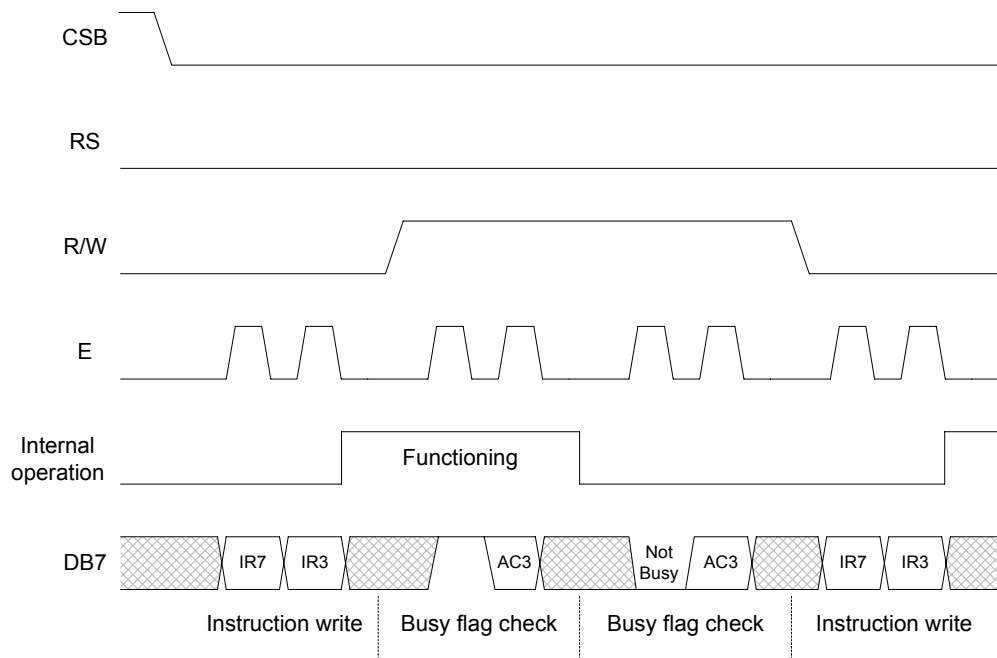 CSB
RS
R/W
E
Internal
operation
Functioning
DB7
IR7
IR3
AC3
Not
Busy
AC3
IR7
IR3
Instruction write
Busy flag check
Busy flag check
Instruction write